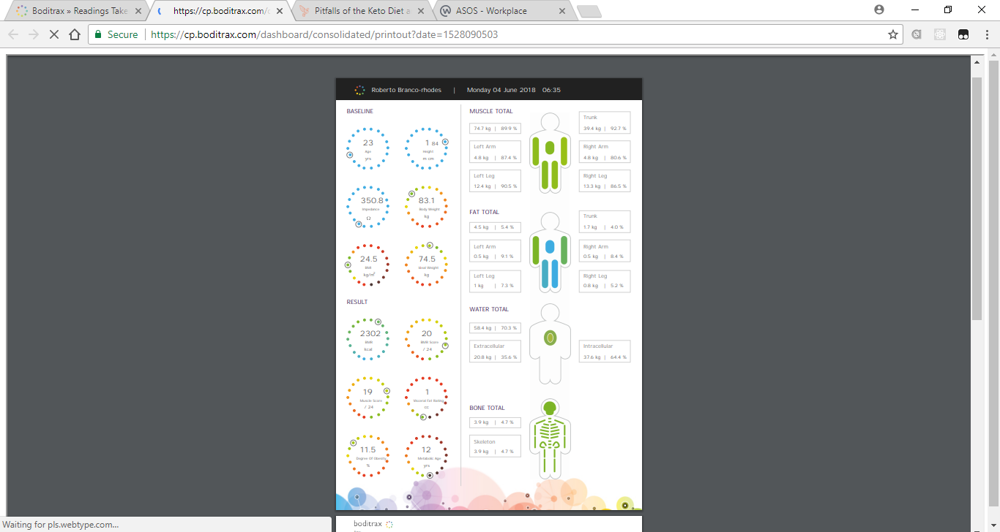 Boditrax » Readings Take
https://cp.boditrax.com/c
Pitfalls of the Keto Diet a
ASOS - Workplace
Secure
https://cp.boditrax.com/dashboard/consolidated/printout?date=1528090503
Roberto Branco-rhodes | Monday 04 June 2018 06:35
BASELINE
23
Age
yrs
1 84
Height
m cm
350.8
Impedance
Ω
83.1
Body Weight
kg
24.5
BMI
kg/m²
74.5
Ideal Weight
kg
RESULT
2302
BMR
kcal
20
BMR Score
/ 24
19
Muscle Score
/ 24
1
Visceral Fat Rating
cc
11.5
Degree Of Obesity
%
12
Metabolic Age
yrs
MUSCLE TOTAL
74.7 kg | 89.9 %
Trunk
39.4 kg | 92.7 %
Left Arm
4.8 kg | 87.4 %
Right Arm
4.8 kg | 80.6 %
Left Leg
12.4 kg | 90.5 %
Right Leg
13.3 kg | 86.5 %
FAT TOTAL
4.5 kg | 5.4 %
Trunk
1.7 kg | 4.0 %
Left Arm
0.5 kg | 9.1 %
Right Arm
0.5 kg | 8.4 %
Left Leg
1 kg | 7.3 %
Right Leg
0.8 kg | 5.2 %
WATER TOTAL
58.4 kg | 70.3 %
Extracellular
20.8 kg | 35.6 %
Intracellular
37.6 kg | 64.4 %
BONE TOTAL
3.9 kg | 4.7 %
Skeleton
3.9 kg | 4.7 %
boditrax
Waiting for pls.webtype.com...